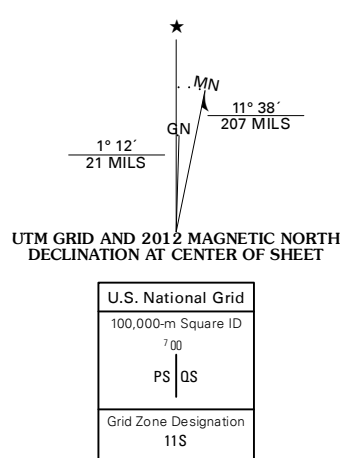 ★
MN
11° 38´
207 MILS
GN
1° 12´
21 MILS
UTM GRID AND 2012 MAGNETIC NORTH
DECLINATION AT CENTER OF SHEET
U.S. National Grid
100,000-m Square ID
7 00
PS QS
Grid Zone Designation
11S